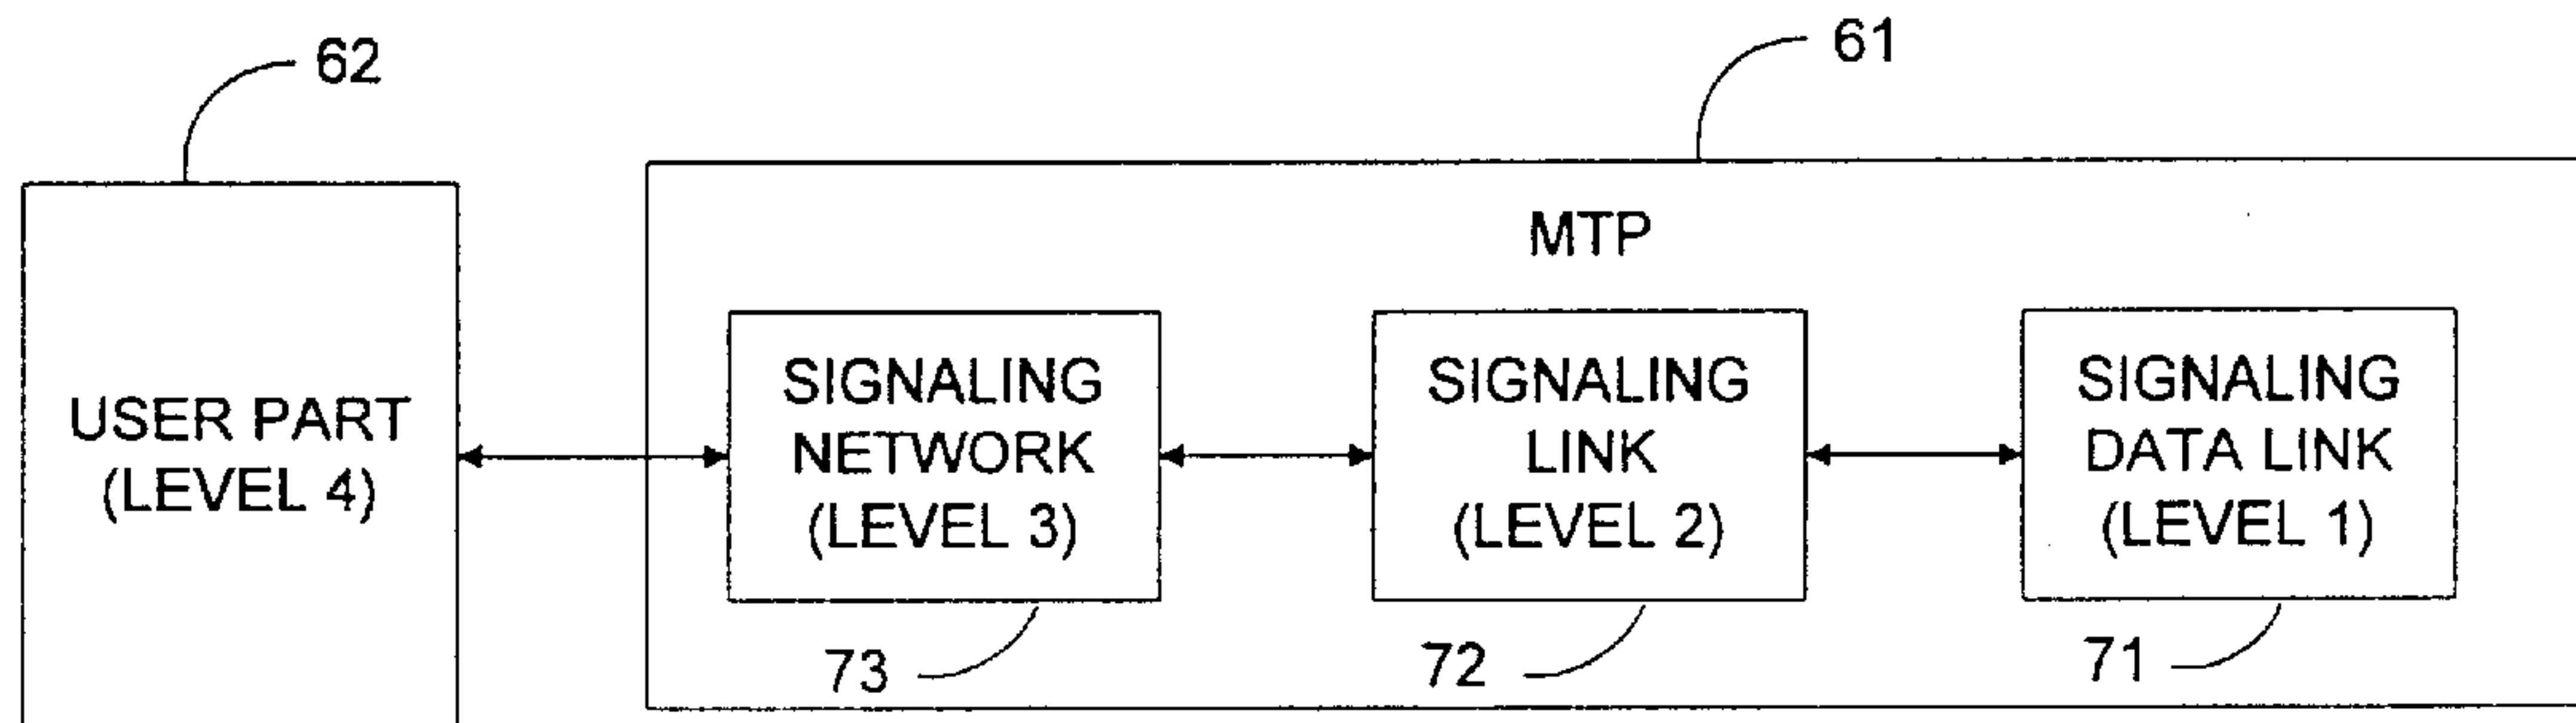 62
61
MTP
USER PART
(LEVEL 4)
SIGNALING
NETWORK
(LEVEL 3)
SIGNALING
LINK
(LEVEL 2)
SIGNALING
DATA LINK
(LEVEL 1)
73
72
71